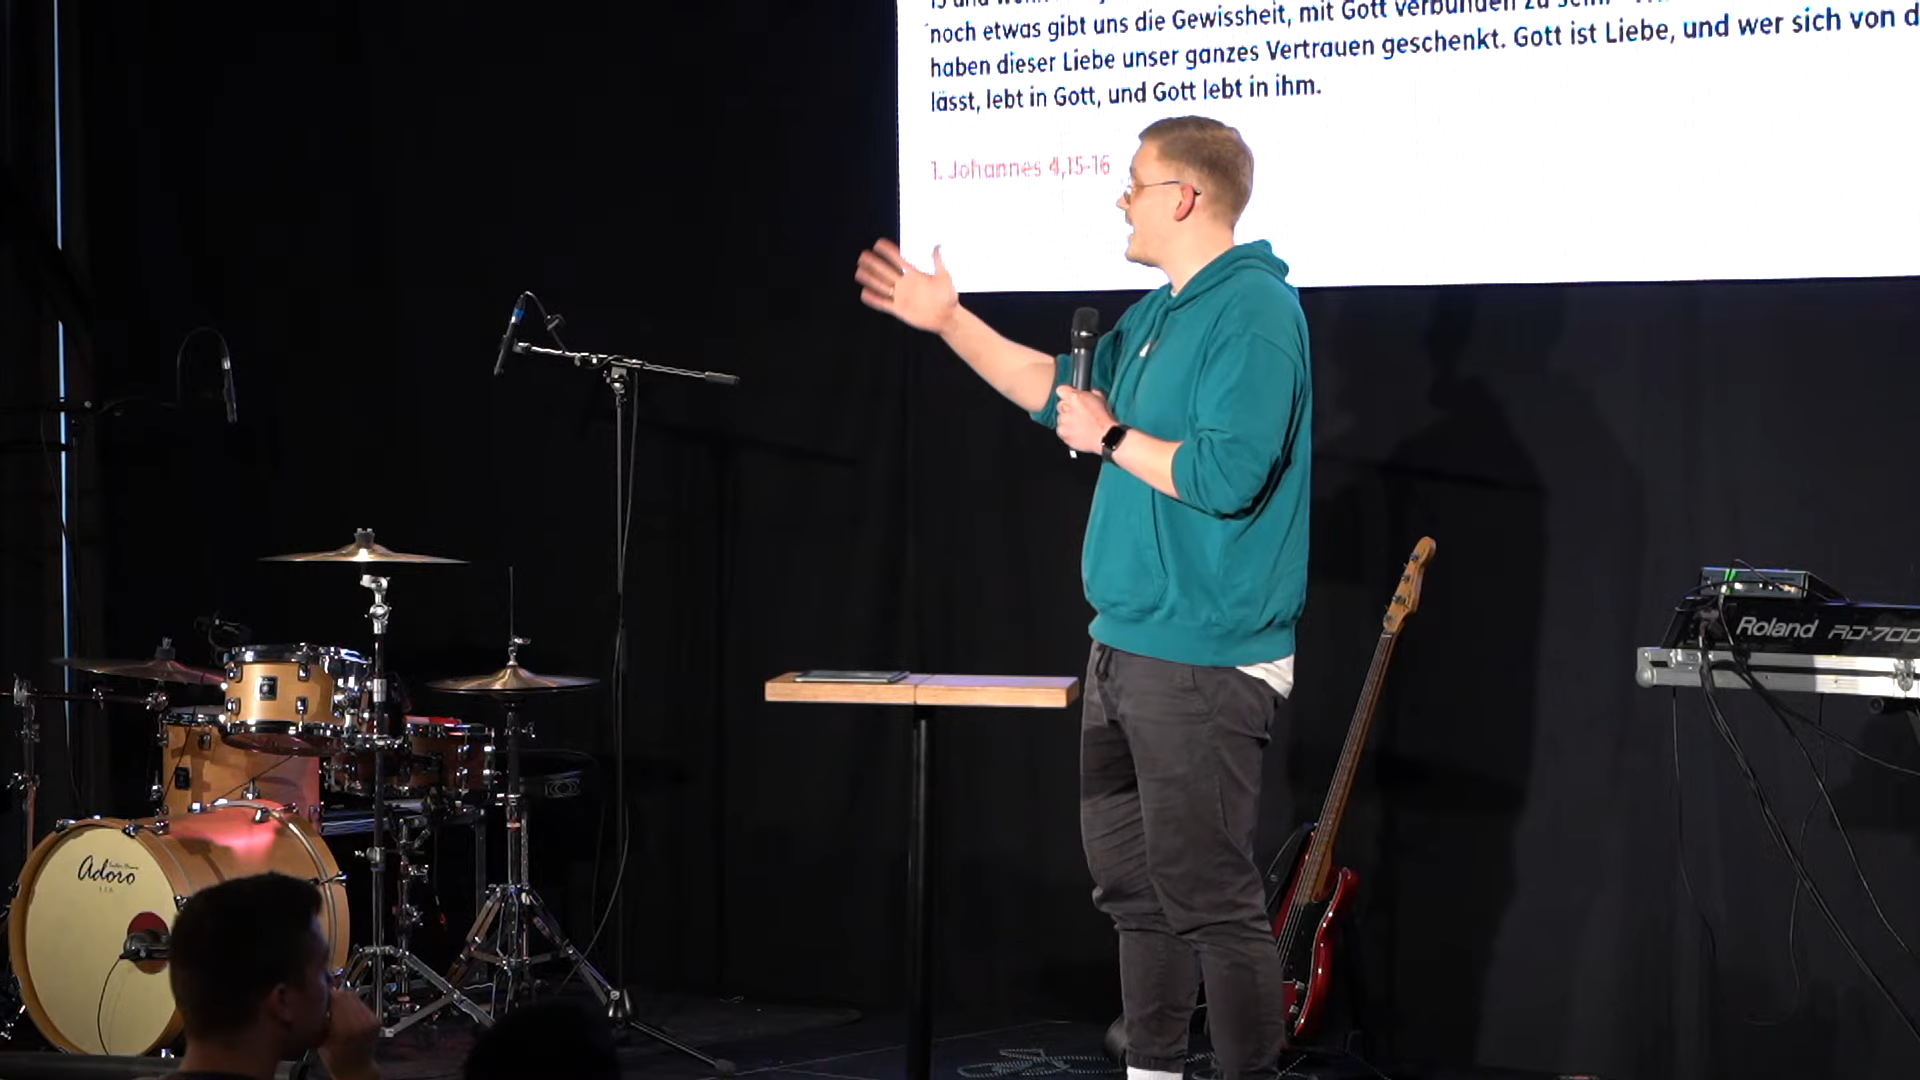 noch etwas gibt uns die Gewissheit, mit Gott verbunden zu sein:
haben dieser Liebe unser ganzes Vertrauen geschenkt. Gott ist Liebe, und wer sich von d
lässt, lebt in Gott, und Gott lebt in ihm.
1. Johannes 4,15-16
Roland RD-700
Adoro